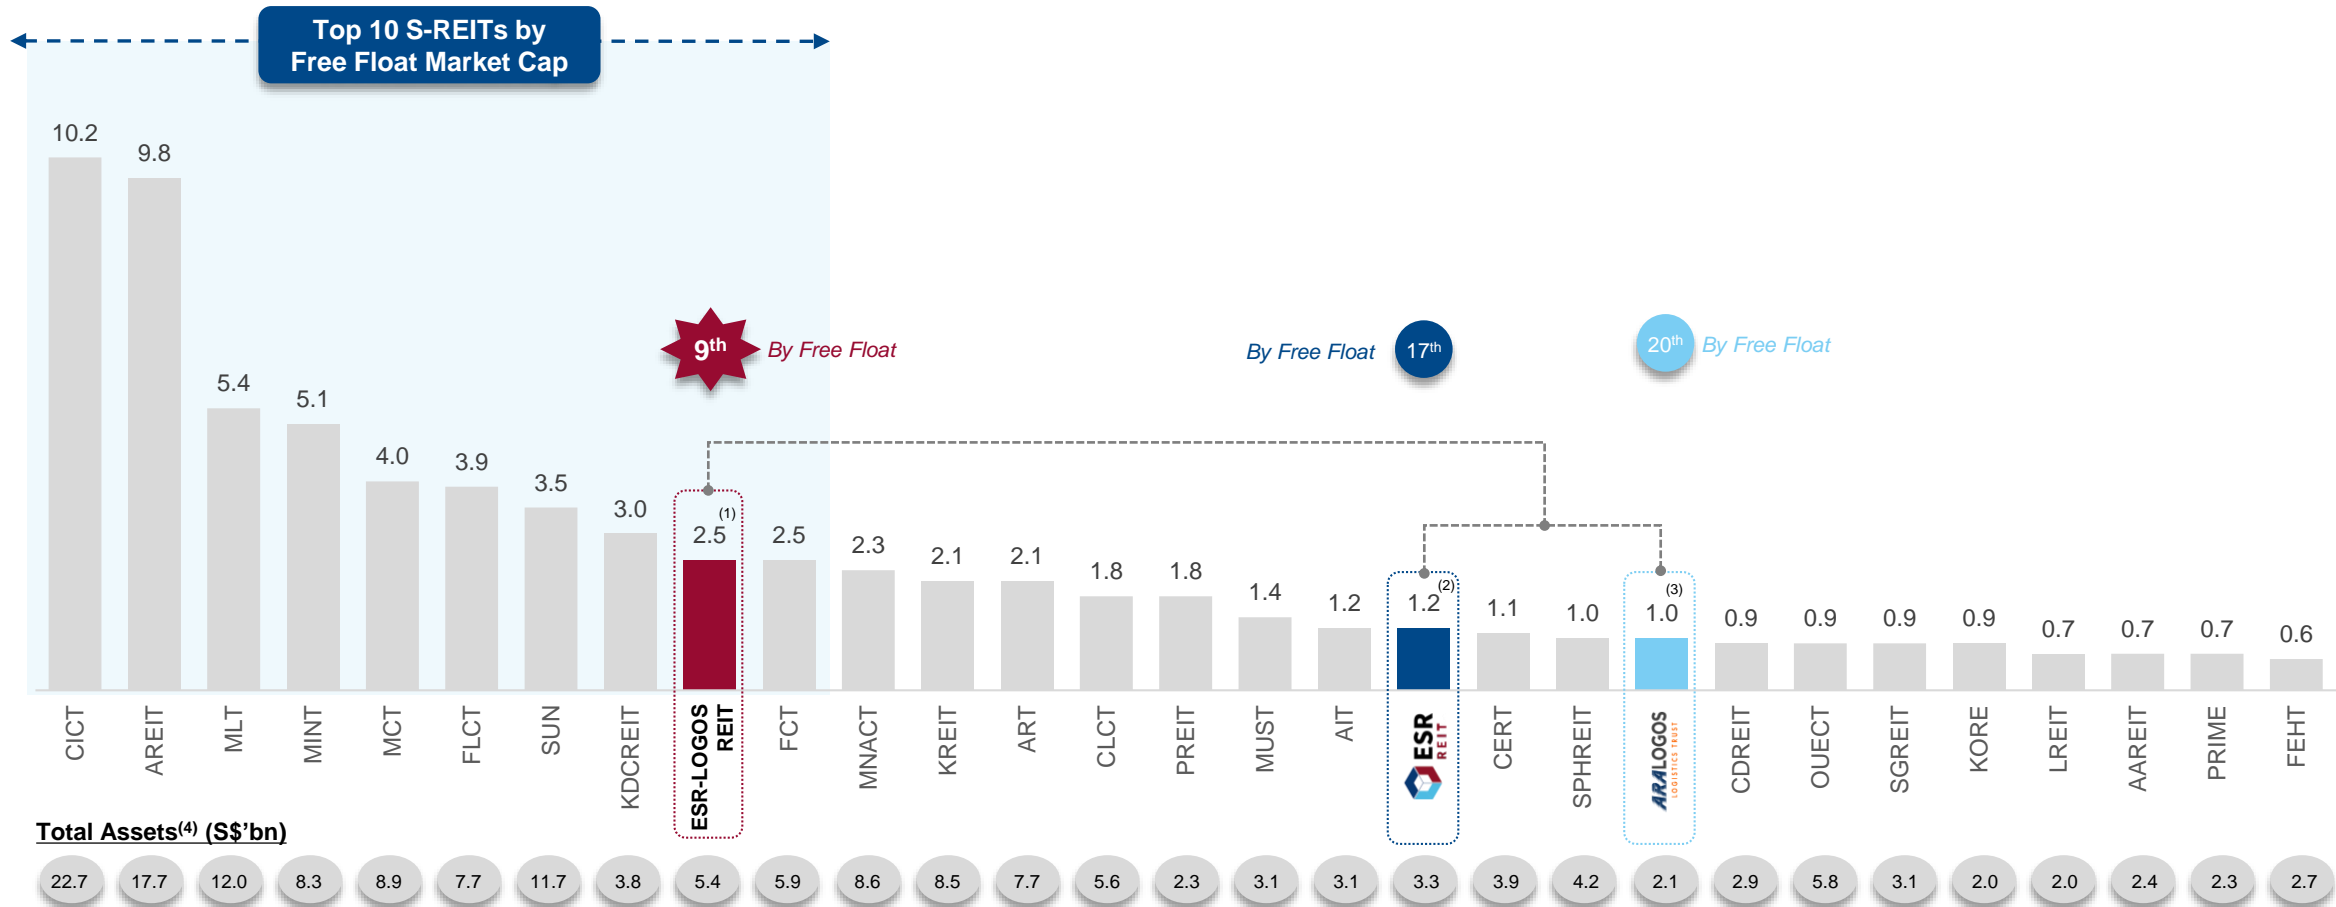 Top 10 S-REITs by
Free Float Market Cap
10.2
9.8
5.4
5.1
4.0
3.9
3.5
3.0
2.5 (1)
2.5
2.3
2.1
2.1
1.8
1.8
1.4
1.2
1.2 (2)
1.1
1.0
1.0 (3)
0.9
0.9
0.9
0.9
0.7
0.7
0.7
0.6
9th By Free Float
By Free Float 17th
20th By Free Float
CICT
AREIT
MLT
MINT
MCT
FLCT
SUN
KDCREIT
ESR-LOGOS
REIT
FCT
MNACT
KREIT
ART
CLCT
PREIT
MUST
AIT
ESR
REIT
CERT
SPHREIT
ARALOGOS
LOGISTICS TRUST
CDREIT
OUECT
SGREIT
KORE
LREIT
AAREIT
PRIME
FEHT
Total Assets(4) (S$'bn)
22.7 17.7 12.0 8.3 8.9 7.7 11.7 3.8 5.4 5.9 8.6 8.5 7.7 5.6 2.3 3.1 3.1 3.3 3.9 4.2 2.1 2.9 5.8 3.1 2.0 2.0 2.4 2.3 2.7